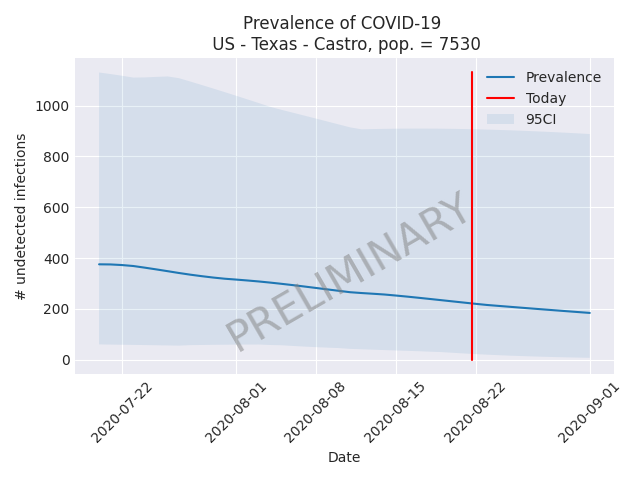 Prevalence of COVID-19
US - Texas - Castro, pop. = 7530
# undetected infections
1000
800
600
400
200
0
Prevalence
Today
95CI
PRELIMINARY
2020-07-22
2020-08-01
2020-08-08
2020-08-15
2020-08-22
2020-09-01
Date